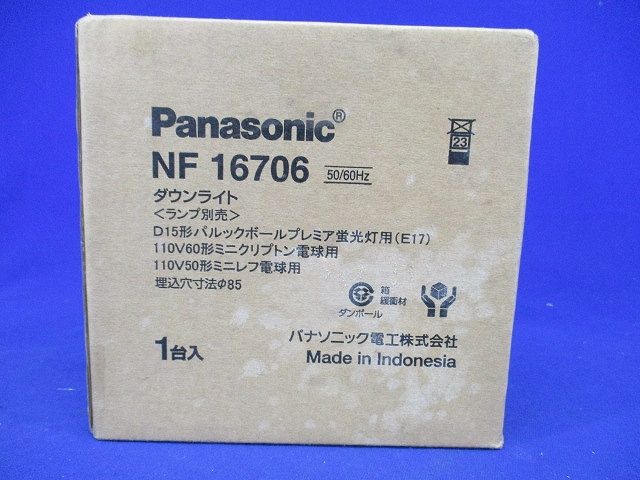 Panasonic®
NF 16706 50/60Hz
23
ダウンライト
<ランプ別売>
D15形パルックボールプレミア蛍光灯用(E17)
110V60形ミニクリプトン電球用
110V50形ミニレフ電球用
埋込穴寸法Φ85
箱
緩衝材
ダンボール
1台入
パナソニック電工株式会社
Made in Indonesia